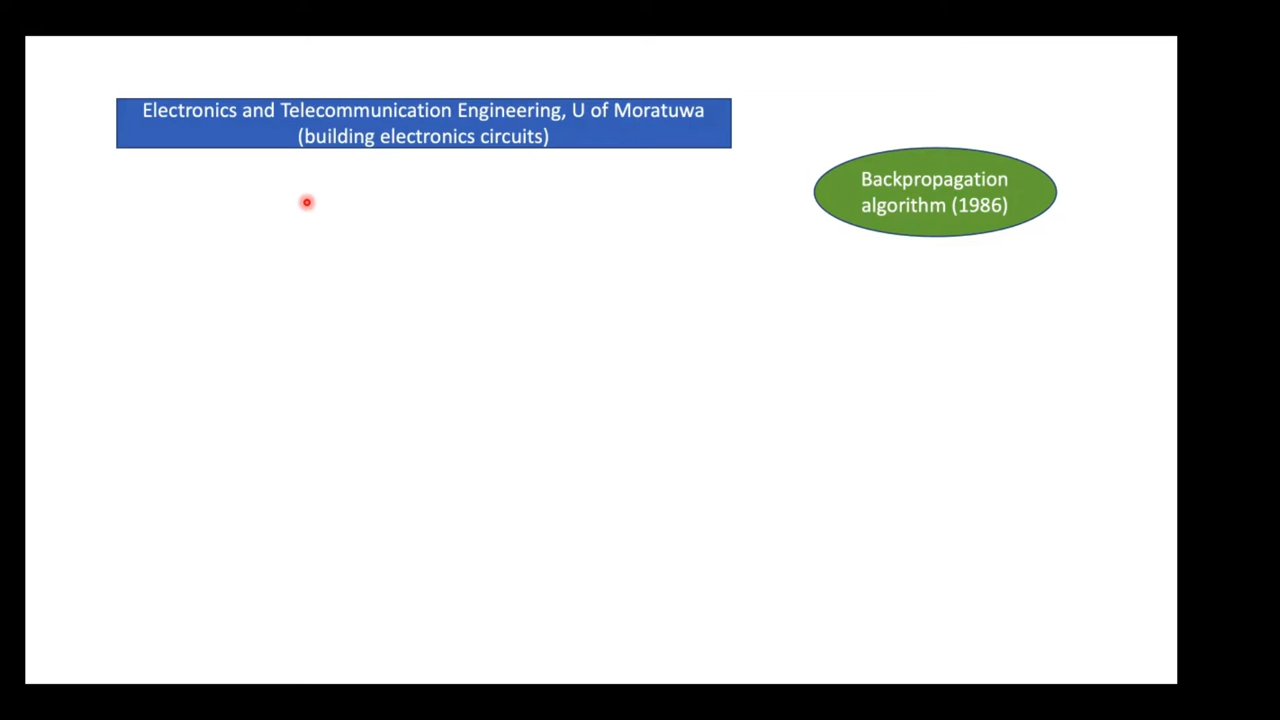 Electronics and Telecommunication Engineering, U of Moratuwa
(building electronics circuits)
Backpropagation
algorithm (1986)